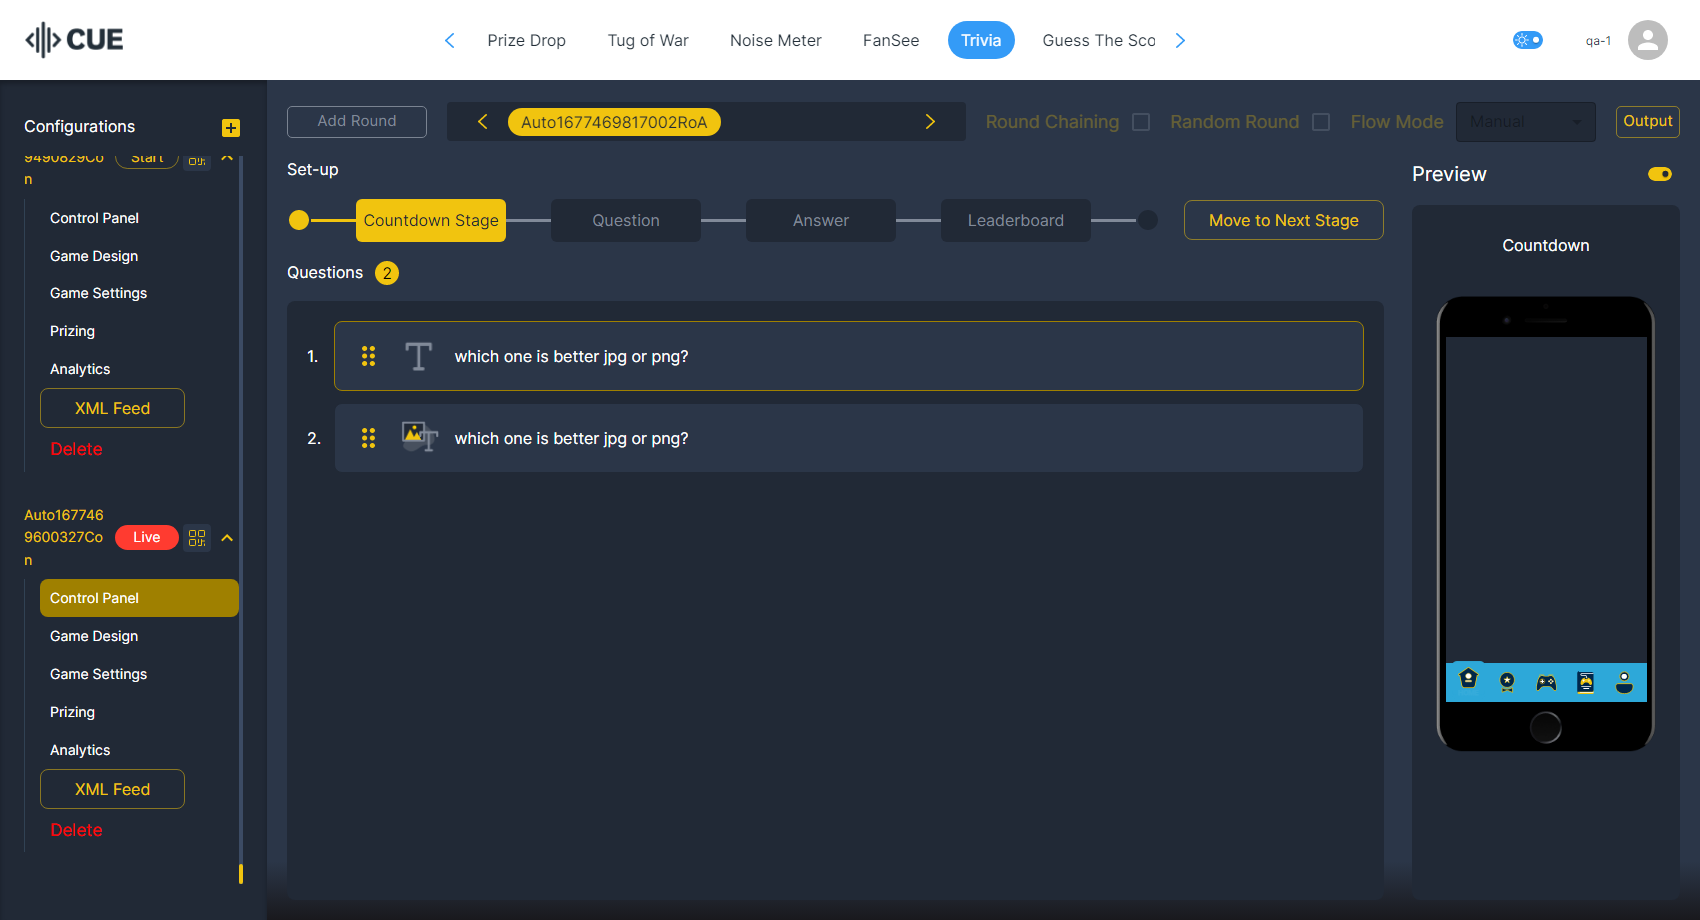 CUE
Prize Drop
Tug of War
Noise Meter
FanSee
Trivia
Guess The Sco
qa-1
Configurations
9490829Co
n
Start
Control Panel
Game Design
Game Settings
Prizing
Analytics
XML Feed
Delete
Auto167746
9600327Co
n
Live
Control Panel
Game Design
Game Settings
Prizing
Analytics
XML Feed
Delete
Add Round
Auto1677469817002RoA
Round Chaining
Random Round
Flow Mode
Manual
Output
Set-up
Countdown Stage
Question
Answer
Leaderboard
Move to Next Stage
Questions 2
1. which one is better jpg or png?
2. which one is better jpg or png?
Preview
Countdown